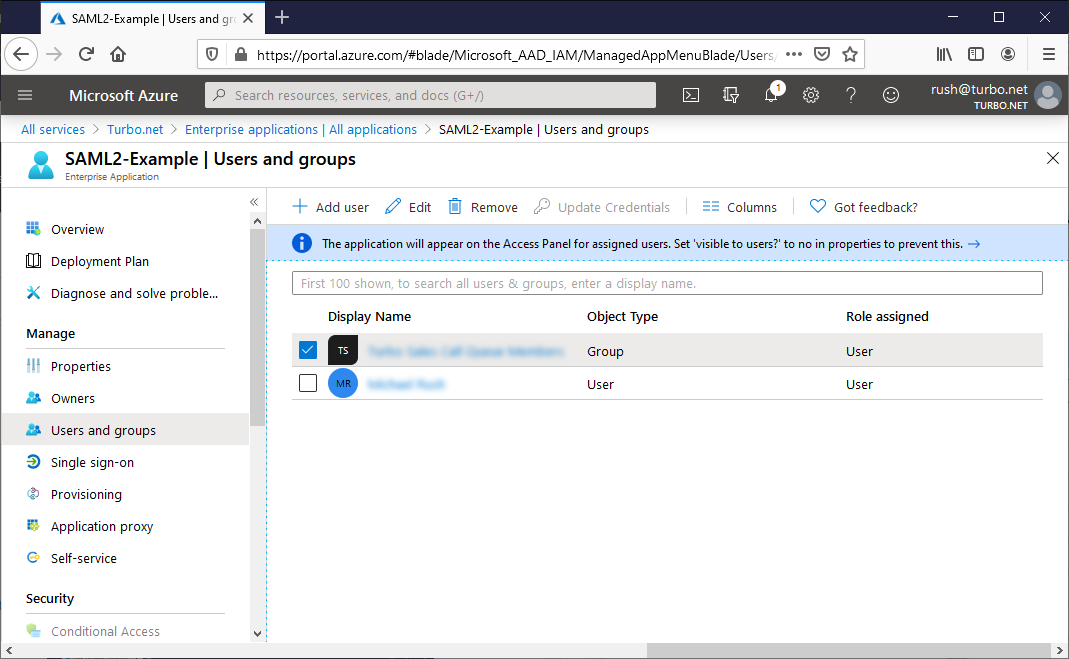 SAML2-Example | Users and gr
https://portal.azure.com/#blade/Microsoft_AAD_IAM/ManagedAppMenuBlade/Users/
Microsoft Azure
Search resources, services, and docs (G+/)
1
rush@turbo.net
TURBO.NET
All services > Turbo.net > Enterprise applications | All applications > SAML2-Example | Users and groups
SAML2-Example | Users and groups
Enterprise Application
Add user Edit Remove Update Credentials Columns Got feedback?
The application will appear on the Access Panel for assigned users. Set 'visible to users?' to no in properties to prevent this. →
First 100 shown, to search all users & groups, enter a display name.
Display Name Object Type Role assigned
TS Group User
MR User User
Overview
Deployment Plan
Diagnose and solve proble...
Manage
Properties
Owners
Users and groups
Single sign-on
Provisioning
Application proxy
Self-service
Security
Conditional Access